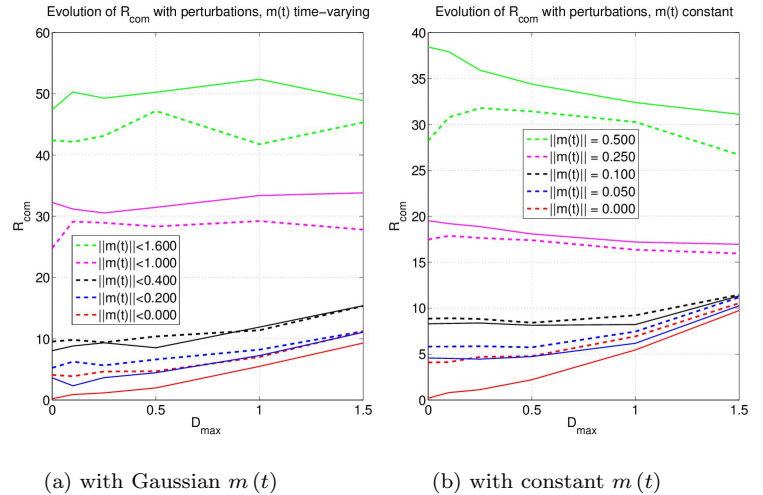 Evolution of R_com with perturbations, m(t) time−varying
60
50
40
30
20
10
0
R_com
||m(t)||<1.600
||m(t)||<1.000
||m(t)||<0.400
||m(t)||<0.200
||m(t)||<0.000
0 0.5 1 1.5
D_max
(a) with Gaussian m (t)
Evolution of R_com with perturbations, m(t) constant
40
35
30
25
20
15
10
5
0
R_com
||m(t)|| = 0.500
||m(t)|| = 0.250
||m(t)|| = 0.100
||m(t)|| = 0.050
||m(t)|| = 0.000
0 0.5 1 1.5
D_max
(b) with constant m (t)